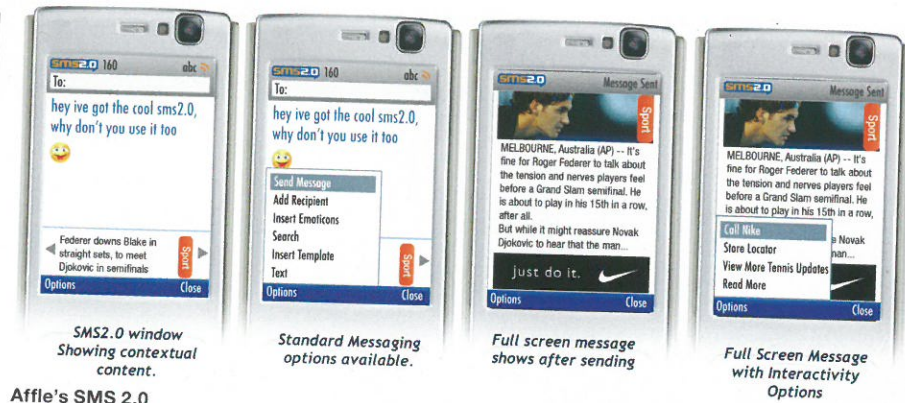 sms2.0 160 abc
To:
hey ive got the cool sms2.0,
why don't you use it too
Federer downs Blake in
straight sets, to meet
Djokovic in semifinals
Sport
Options Close
SMS2.0 window
Showing contextual
content.
sms2.0 160 abc
To:
hey ive got the cool sms2.0,
why don't you use it too
Send Message
Add Recipient
Insert Emoticons
Search
Insert Template
Text
Sport
Options Close
Standard Messaging
options available.
sms2.0 Message Sent
Sport
MELBOURNE, Australia (AP) -- It's
fine for Roger Federer to talk about
the tension and nerves players feel
before a Grand Slam semifinal. He
is about to play in his 15th in a row,
after all.
But while it might reassure Novak
Djokovic to hear that the man...
just do it.
Options Close
Full screen message
shows after sending
sms2.0 Message Sent
Sport
MELBOURNE, Australia (AP) -- It's
fine for Roger Federer to talk about
the tension and nerves players feel
before a Grand Slam semifinal. He
is about to play in his 15th in a row,
Novak
Call Nike
Store Locator
View More Tennis Updates
Read More
Options Close
Full Screen Message
with Interactivity
Options
Affle's SMS 2.0